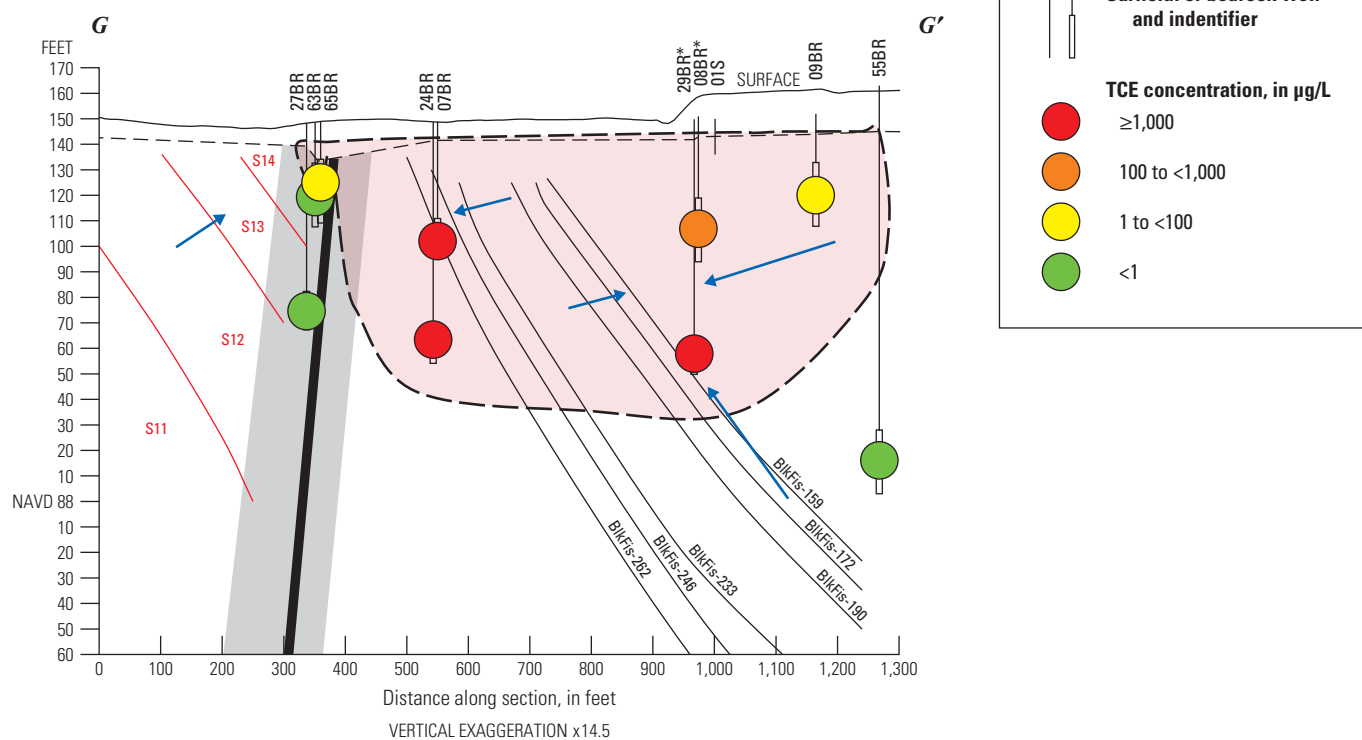 G
G′
FEET
170
160
150
140
130
120
110
100
90
80
70
60
50
40
30
20
10
NAVD 88
10
20
30
40
50
60
27BR
63BR
65BR
24BR
07BR
29BR*
08BR*
01S
SURFACE
09BR
55BR
S14
S13
S12
S11
BlkFis-262
BlkFis-246
BlkFis-233
BlkFis-159
BlkFis-172
BlkFis-190
0
100
200
300
400
500
600
700
800
900
1,000
1,100
1,200
1,300
Distance along section, in feet
VERTICAL EXAGGERATION x14.5
and indentifier
TCE concentration, in µg/L
≥1,000
100 to <1,000
1 to <100
<1